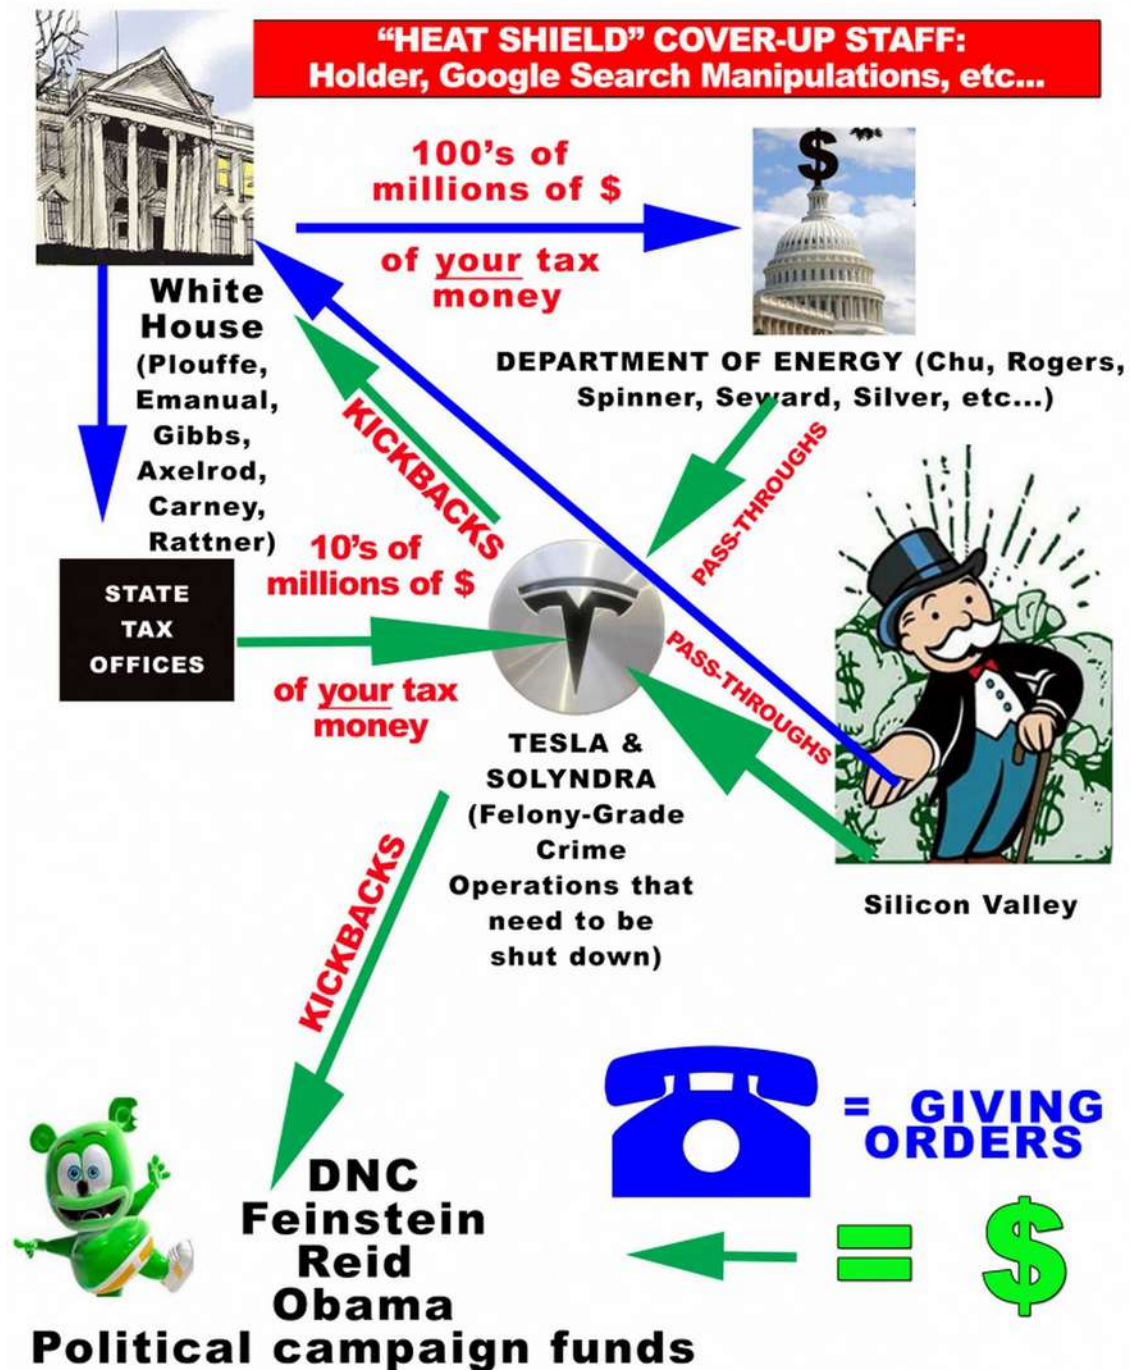 “HEAT SHIELD” COVER-UP STAFF:
Holder, Google Search Manipulations, etc...
100's of
millions of $
of your tax
money
$
White
House
(Plouffe,
Emanual,
Gibbs,
Axelrod,
Carney,
Rattner)
DEPARTMENT OF ENERGY (Chu, Rogers,
Spinner, Seward, Silver, etc...)
KICKBACKS
PASS-THROUGHS
STATE
TAX
OFFICES
10's of
millions of $
of your tax
money
PASS-THROUGHS
TESLA &
SOLYNDRA
(Felony-Grade
Crime
Operations that
need to be
shut down)
$
$
Silicon Valley
KICKBACKS
DNC
Feinstein
Reid
Obama
Political campaign funds
= GIVING
ORDERS
= $